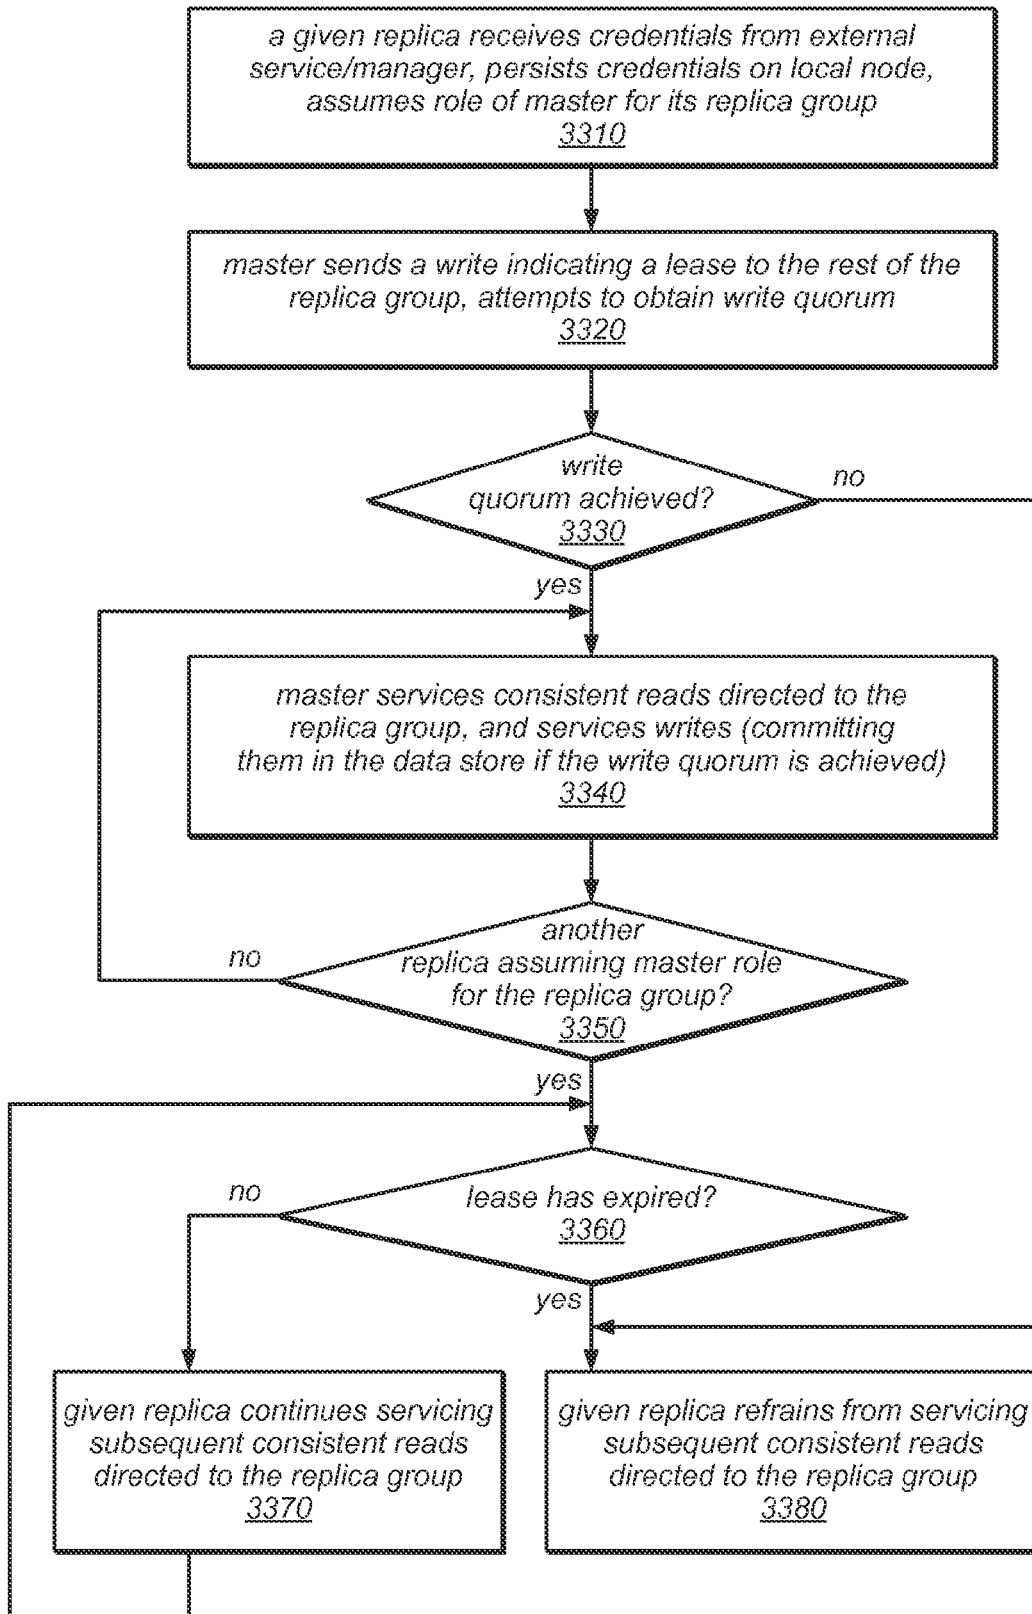 a given replica receives credentials from external
service/manager, persists credentials on local node,
assumes role of master for its replica group
3310
master sends a write indicating a lease to the rest of the
replica group, attempts to obtain write quorum
3320
write
quorum achieved?
3330
no
yes
master services consistent reads directed to the
replica group, and services writes (committing
them in the data store if the write quorum is achieved)
3340
another
replica assuming master role
for the replica group?
3350
no
yes
lease has expired?
3360
no
yes
given replica continues servicing
subsequent consistent reads
directed to the replica group
3370
given replica refrains from servicing
subsequent consistent reads
directed to the replica group
3380